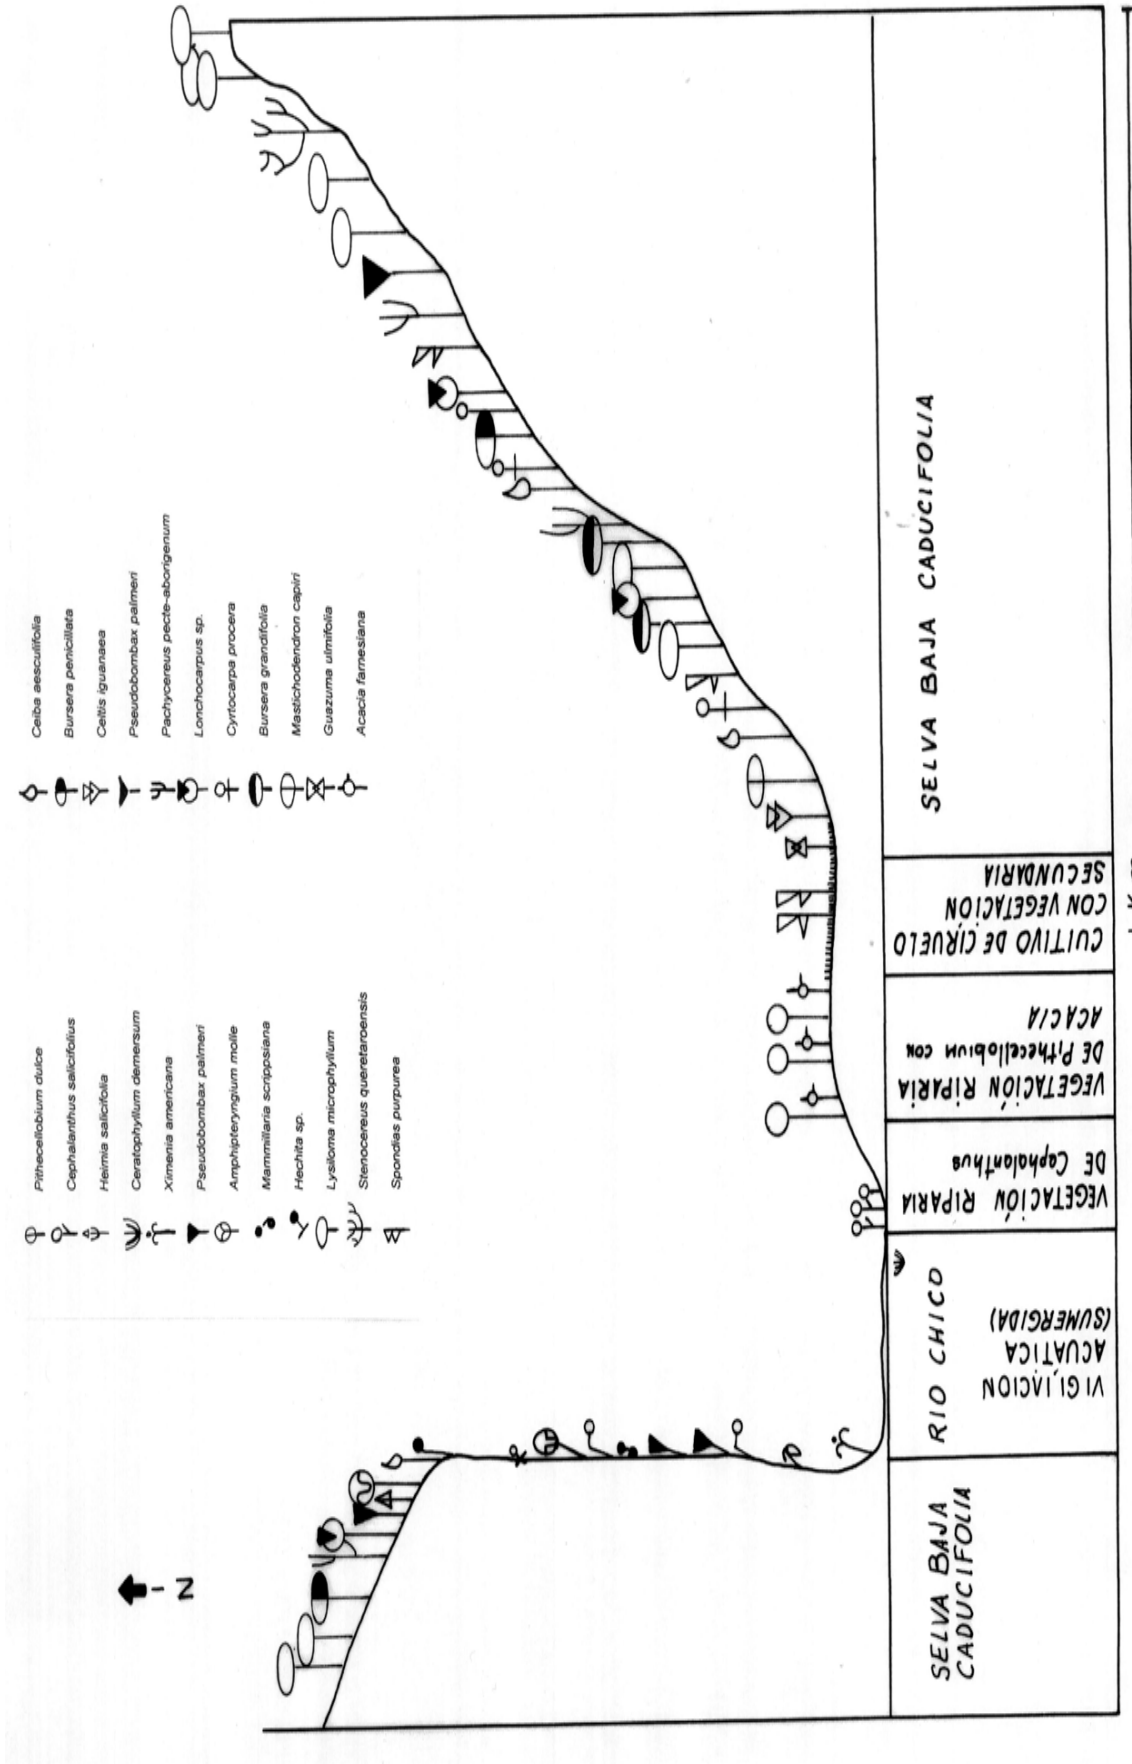 Pithecellobium dulce
Cephalanthus salicifolius
Heimia salicifolia
Ceratophyllum demersum
Ximenia americana
Pseudobombax palmeri
Amphipteryngium molle
Mammillaria scrippsiana
Hechita sp.
Lysiloma microphyllum
Stenocereus queretaroensis
Spondias purpurea
Ceiba aesculifolia
Bursera penicillata
Celtis iguanaea
Pseudobombax palmeri
Pachycereus pecte-aborigenum
Lonchocarpus sp.
Cyrtocarpa procera
Bursera grandifolia
Mastichodendron capiri
Guazuma ulmifolia
Acacia farnesiana
N
SELVA BAJA
CADUCIFOLIA
RIO CHICO
VIGILIACION
ACUATICA
(SUMERGIDA)
VEGETACIÓN RIPARIA
DE Cephalanthus
VEGETACIÓN RIPARIA
DE Pithecellobium con
ACACIA
CULTIVO DE CIRUELO
CON VEGETACION
SECUNDARIA
SELVA BAJA CADUCIFOLIA